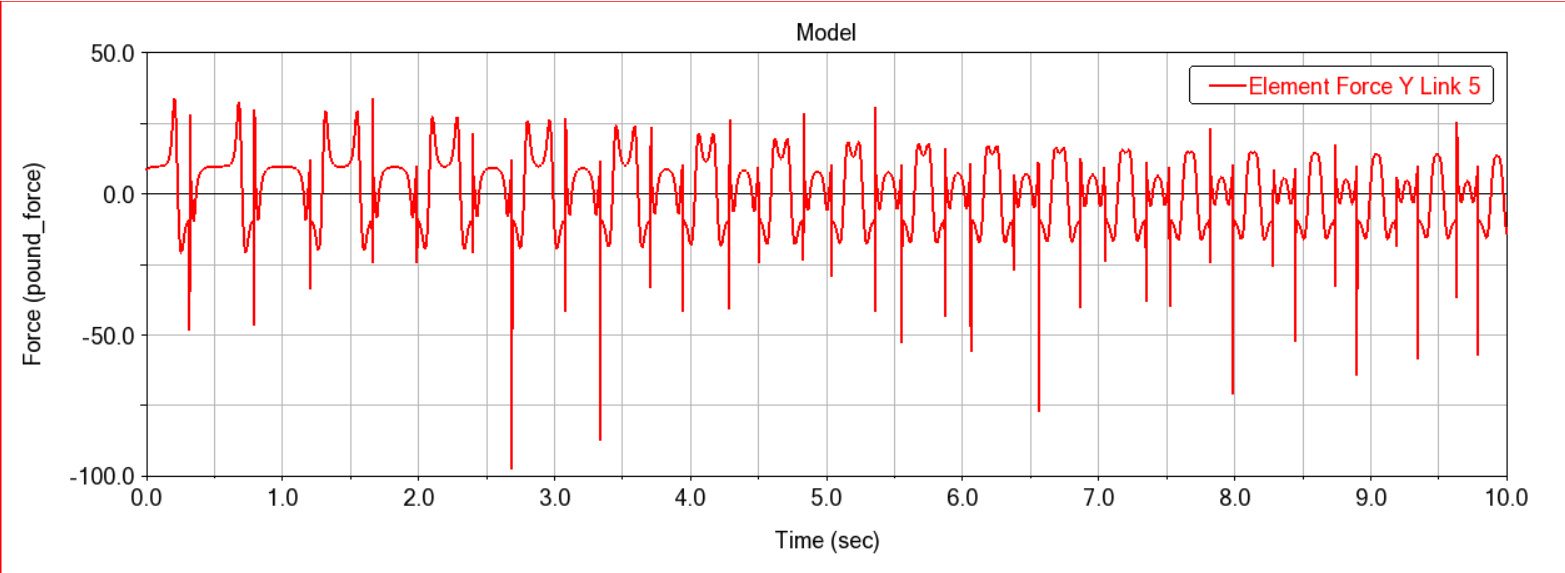 Model
50.0
Element Force Y Link 5
0.0
Force (pound_force)
-50.0
-100.0
0.0 1.0 2.0 3.0 4.0 5.0 6.0 7.0 8.0 9.0 10.0
Time (sec)